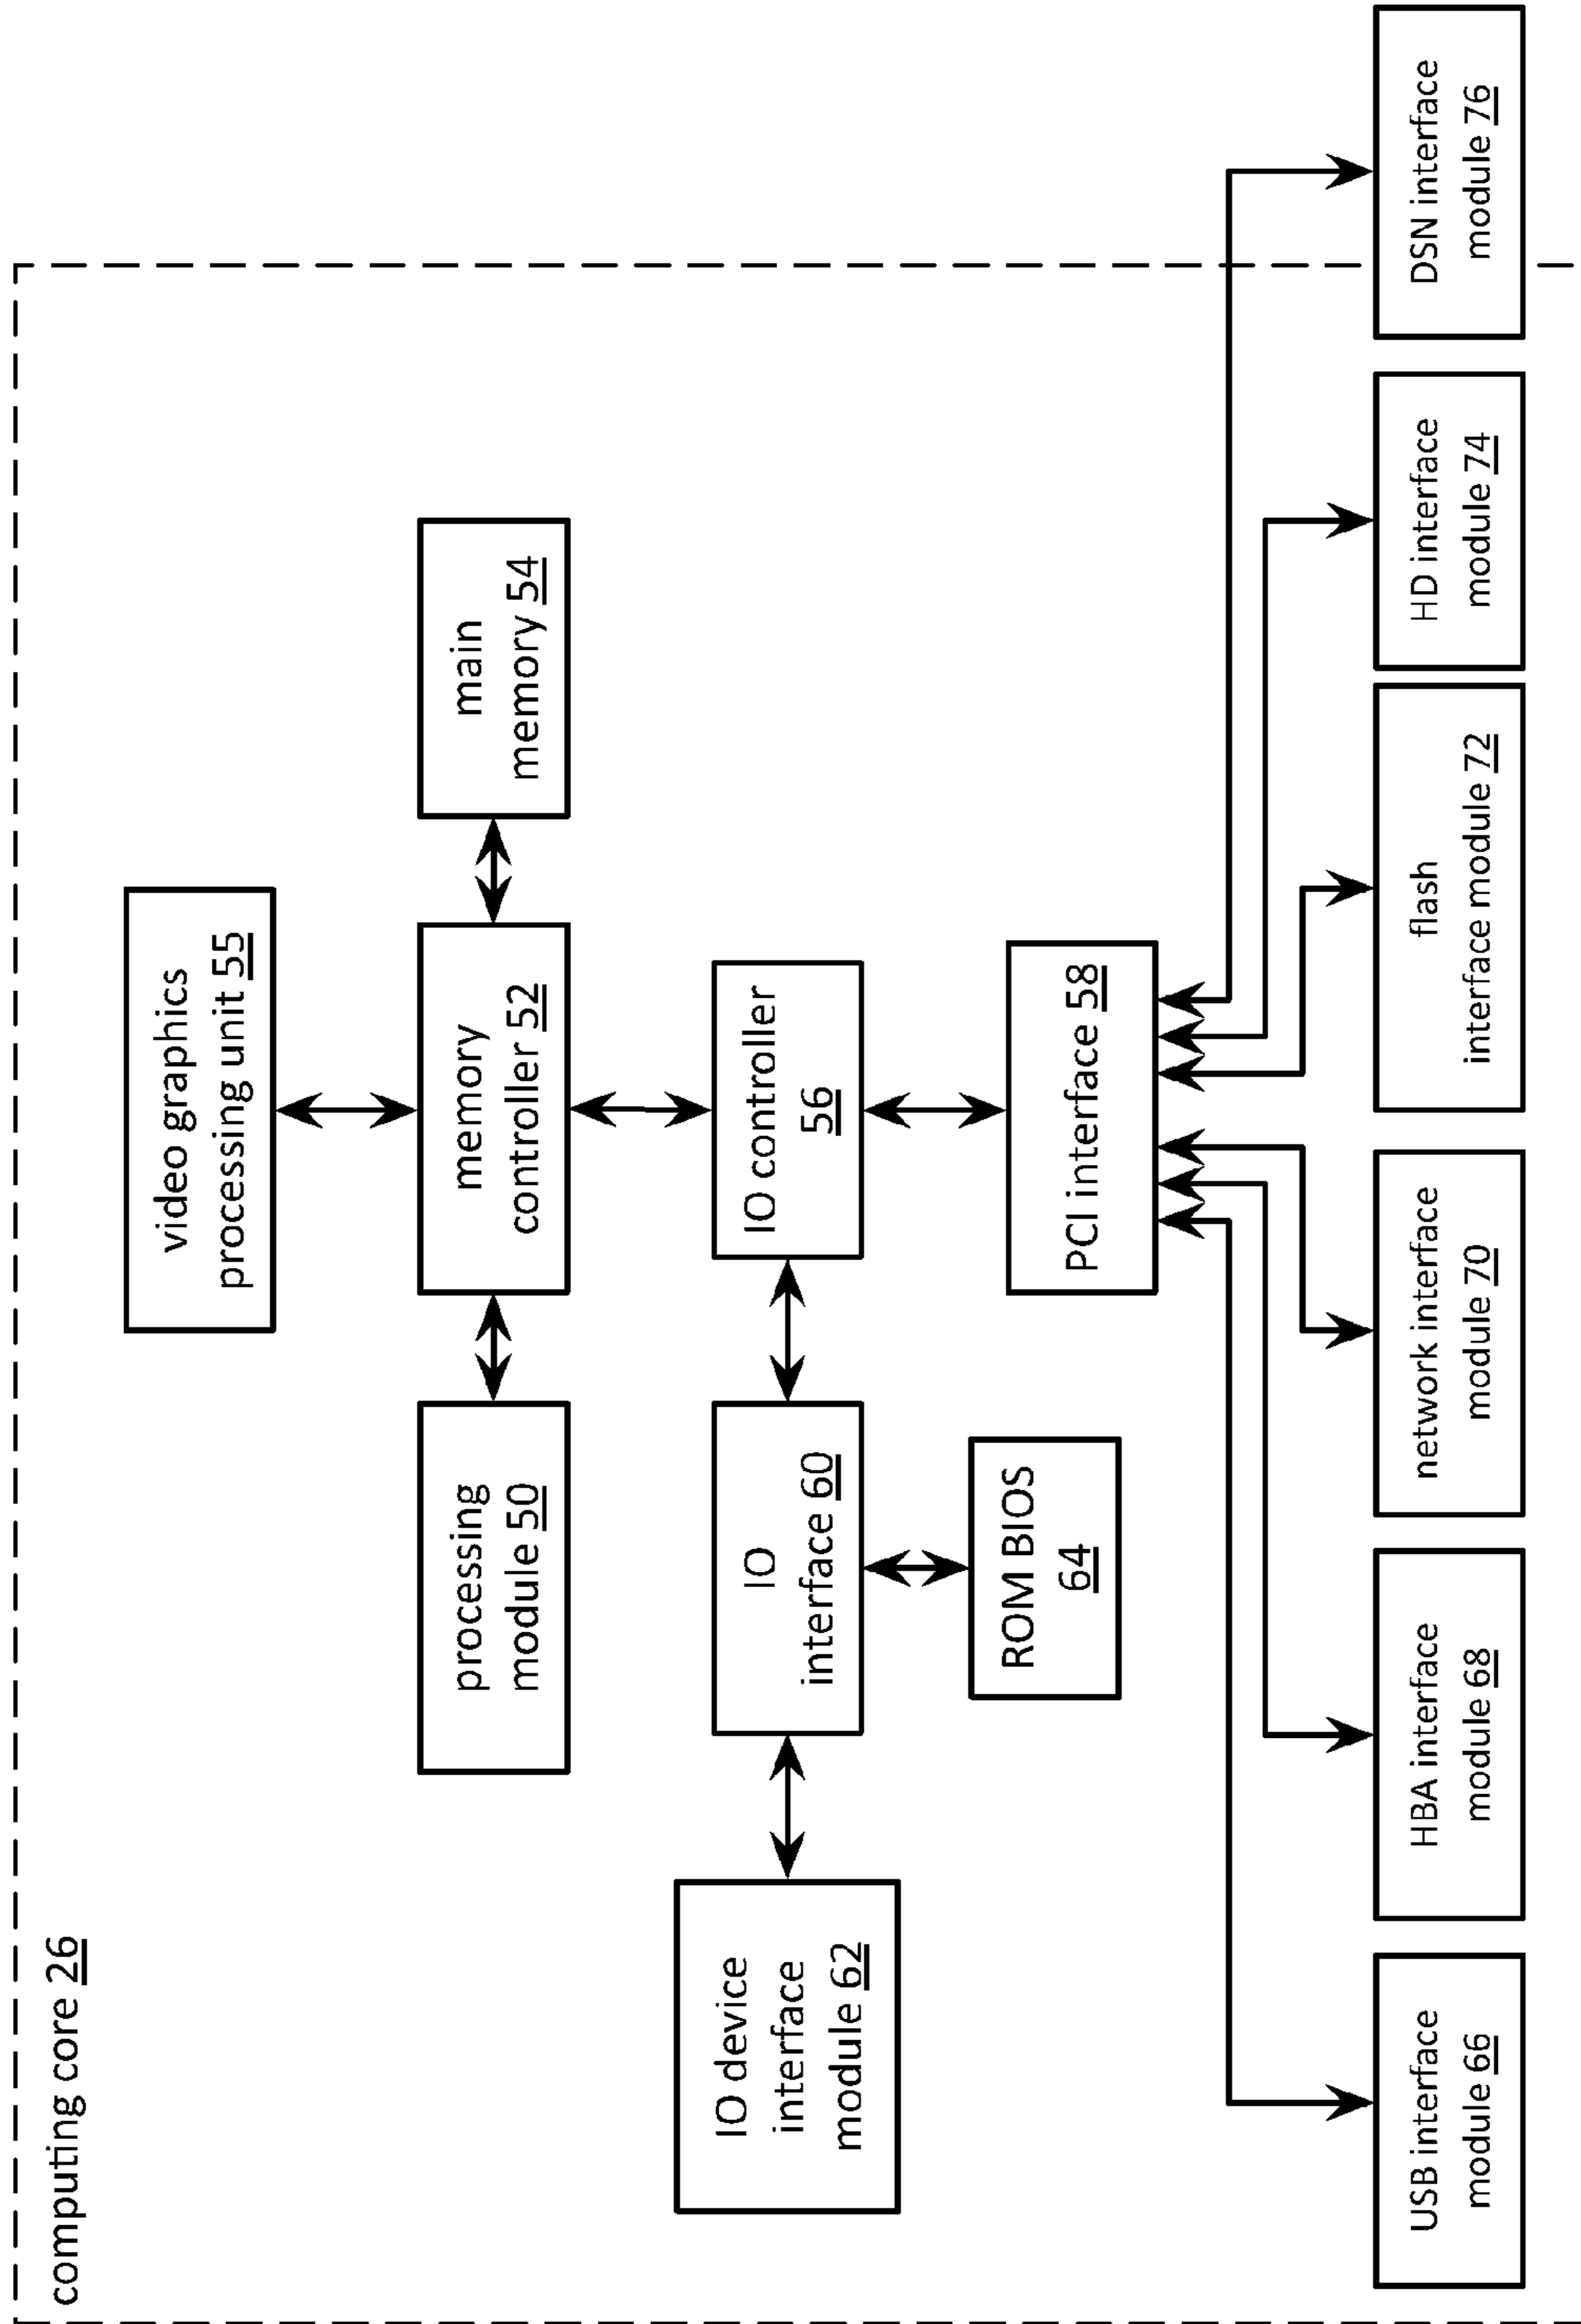 computing core 26
video graphics
processing unit 55
processing
module 50
memory
controller 52
main
memory 54
IO device
interface
module 62
IO
interface 60
IO controller
56
ROM BIOS
64
PCI interface 58
USB interface
module 66
HBA interface
module 68
network interface
module 70
flash
interface module 72
HD interface
module 74
DSN interface
module 76